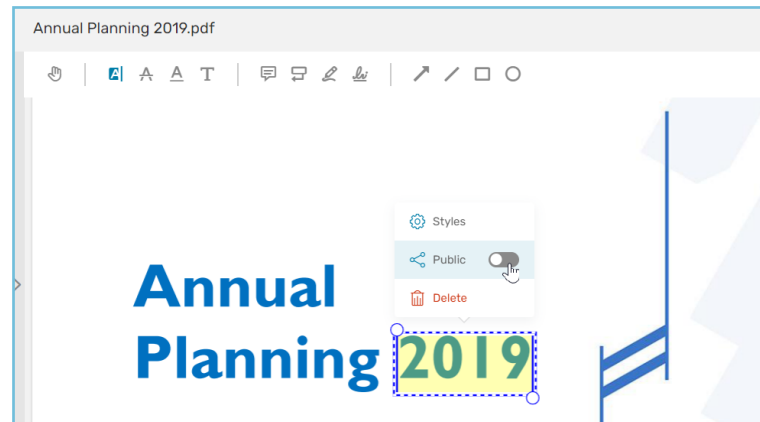 Annual Planning 2019.pdf
A A A T
Styles
Public
Delete
Annual
Planning 2019